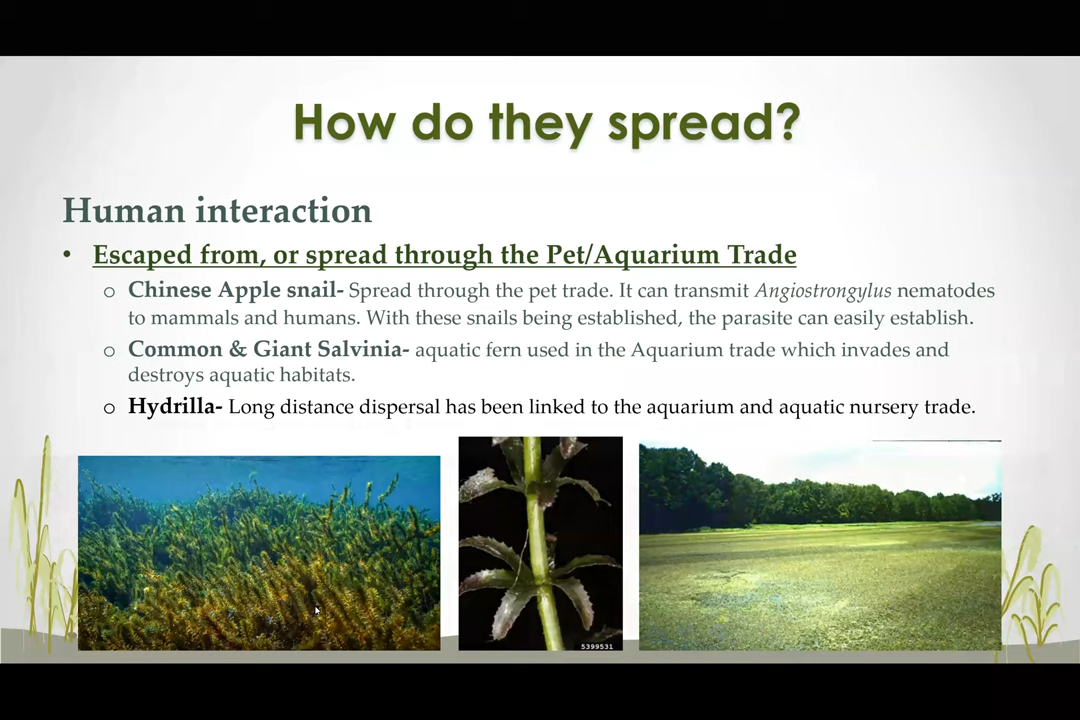 How do they spread?
Human interaction
• Escaped from, or spread through the Pet/Aquarium Trade
o Chinese Apple snail- Spread through the pet trade. It can transmit Angiostrongylus nematodes
to mammals and humans. With these snails being established, the parasite can easily establish.
o Common & Giant Salvinia- aquatic fern used in the Aquarium trade which invades and
destroys aquatic habitats.
o Hydrilla- Long distance dispersal has been linked to the aquarium and aquatic nursery trade.
5399531